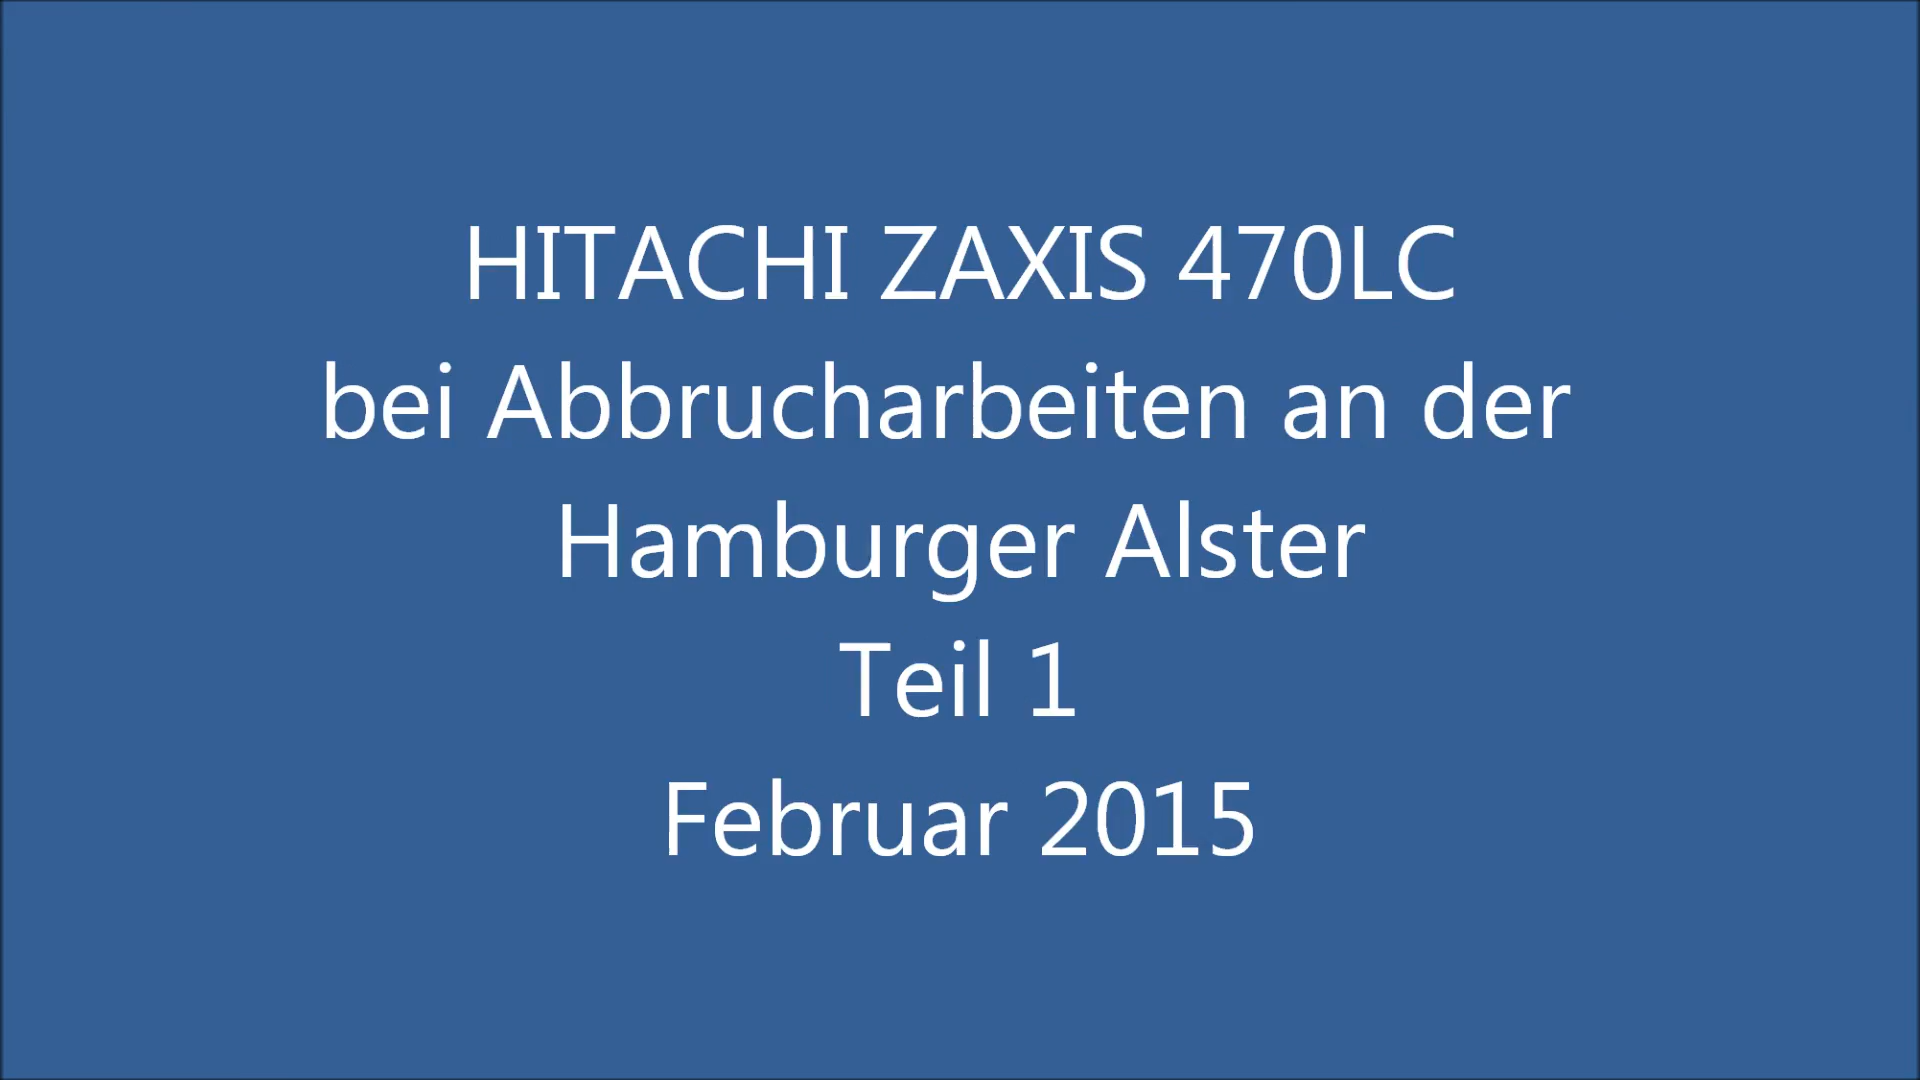 HITACHI ZAXIS 470LC
bei Abbrucharbeiten an der
Hamburger Alster
Teil 1
Februar 2015